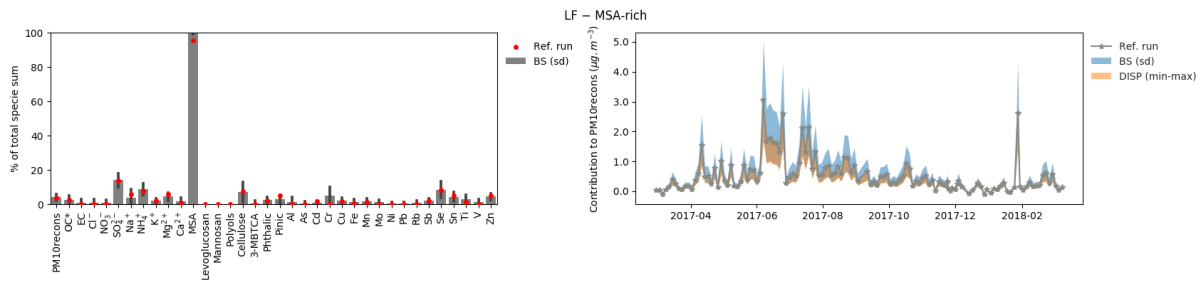 LF − MSA-rich
% of total specie sum
100
80
60
40
20
0
PM10recons
OC*
EC
Cl⁻
NO₃⁻
SO₄²⁻
Na⁺
NH₄⁺
K⁺
Mg²⁺
Ca²⁺
MSA
Levoglucosan
Mannosan
Polyols
Cellulose
3-MBTCA
Phthalic
Pinic
Al
As
Cd
Cr
Cu
Fe
Mn
Mo
Ni
Pb
Rb
Sb
Se
Sn
Ti
V
Zn
Ref. run
BS (sd)
Contribution to PM10recons (μg.m⁻³)
5.0
4.0
3.0
2.0
1.0
0.0
2017-04
2017-06
2017-08
2017-10
2017-12
2018-02
Ref. run
BS (sd)
DISP (min-max)